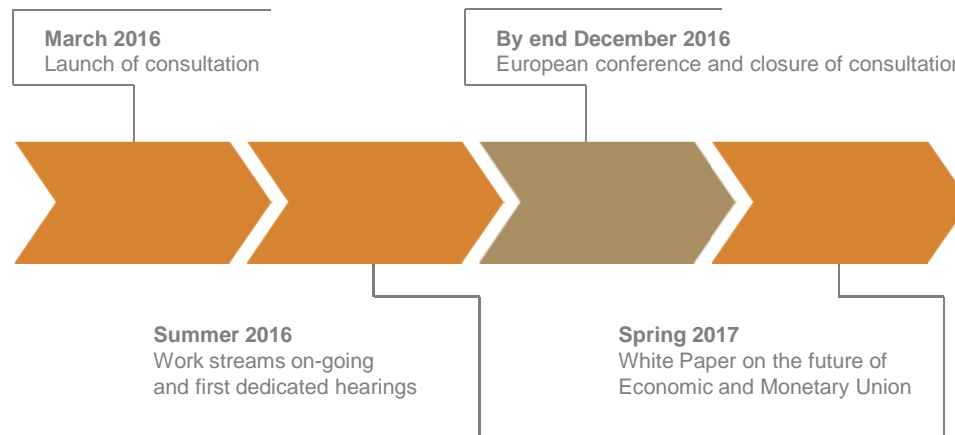 March 2016
Launch of consultation
By end December 2016
European conference and closure of consultation
Summer 2016
Work streams on-going
and first dedicated hearings
Spring 2017
White Paper on the future of
Economic and Monetary Union